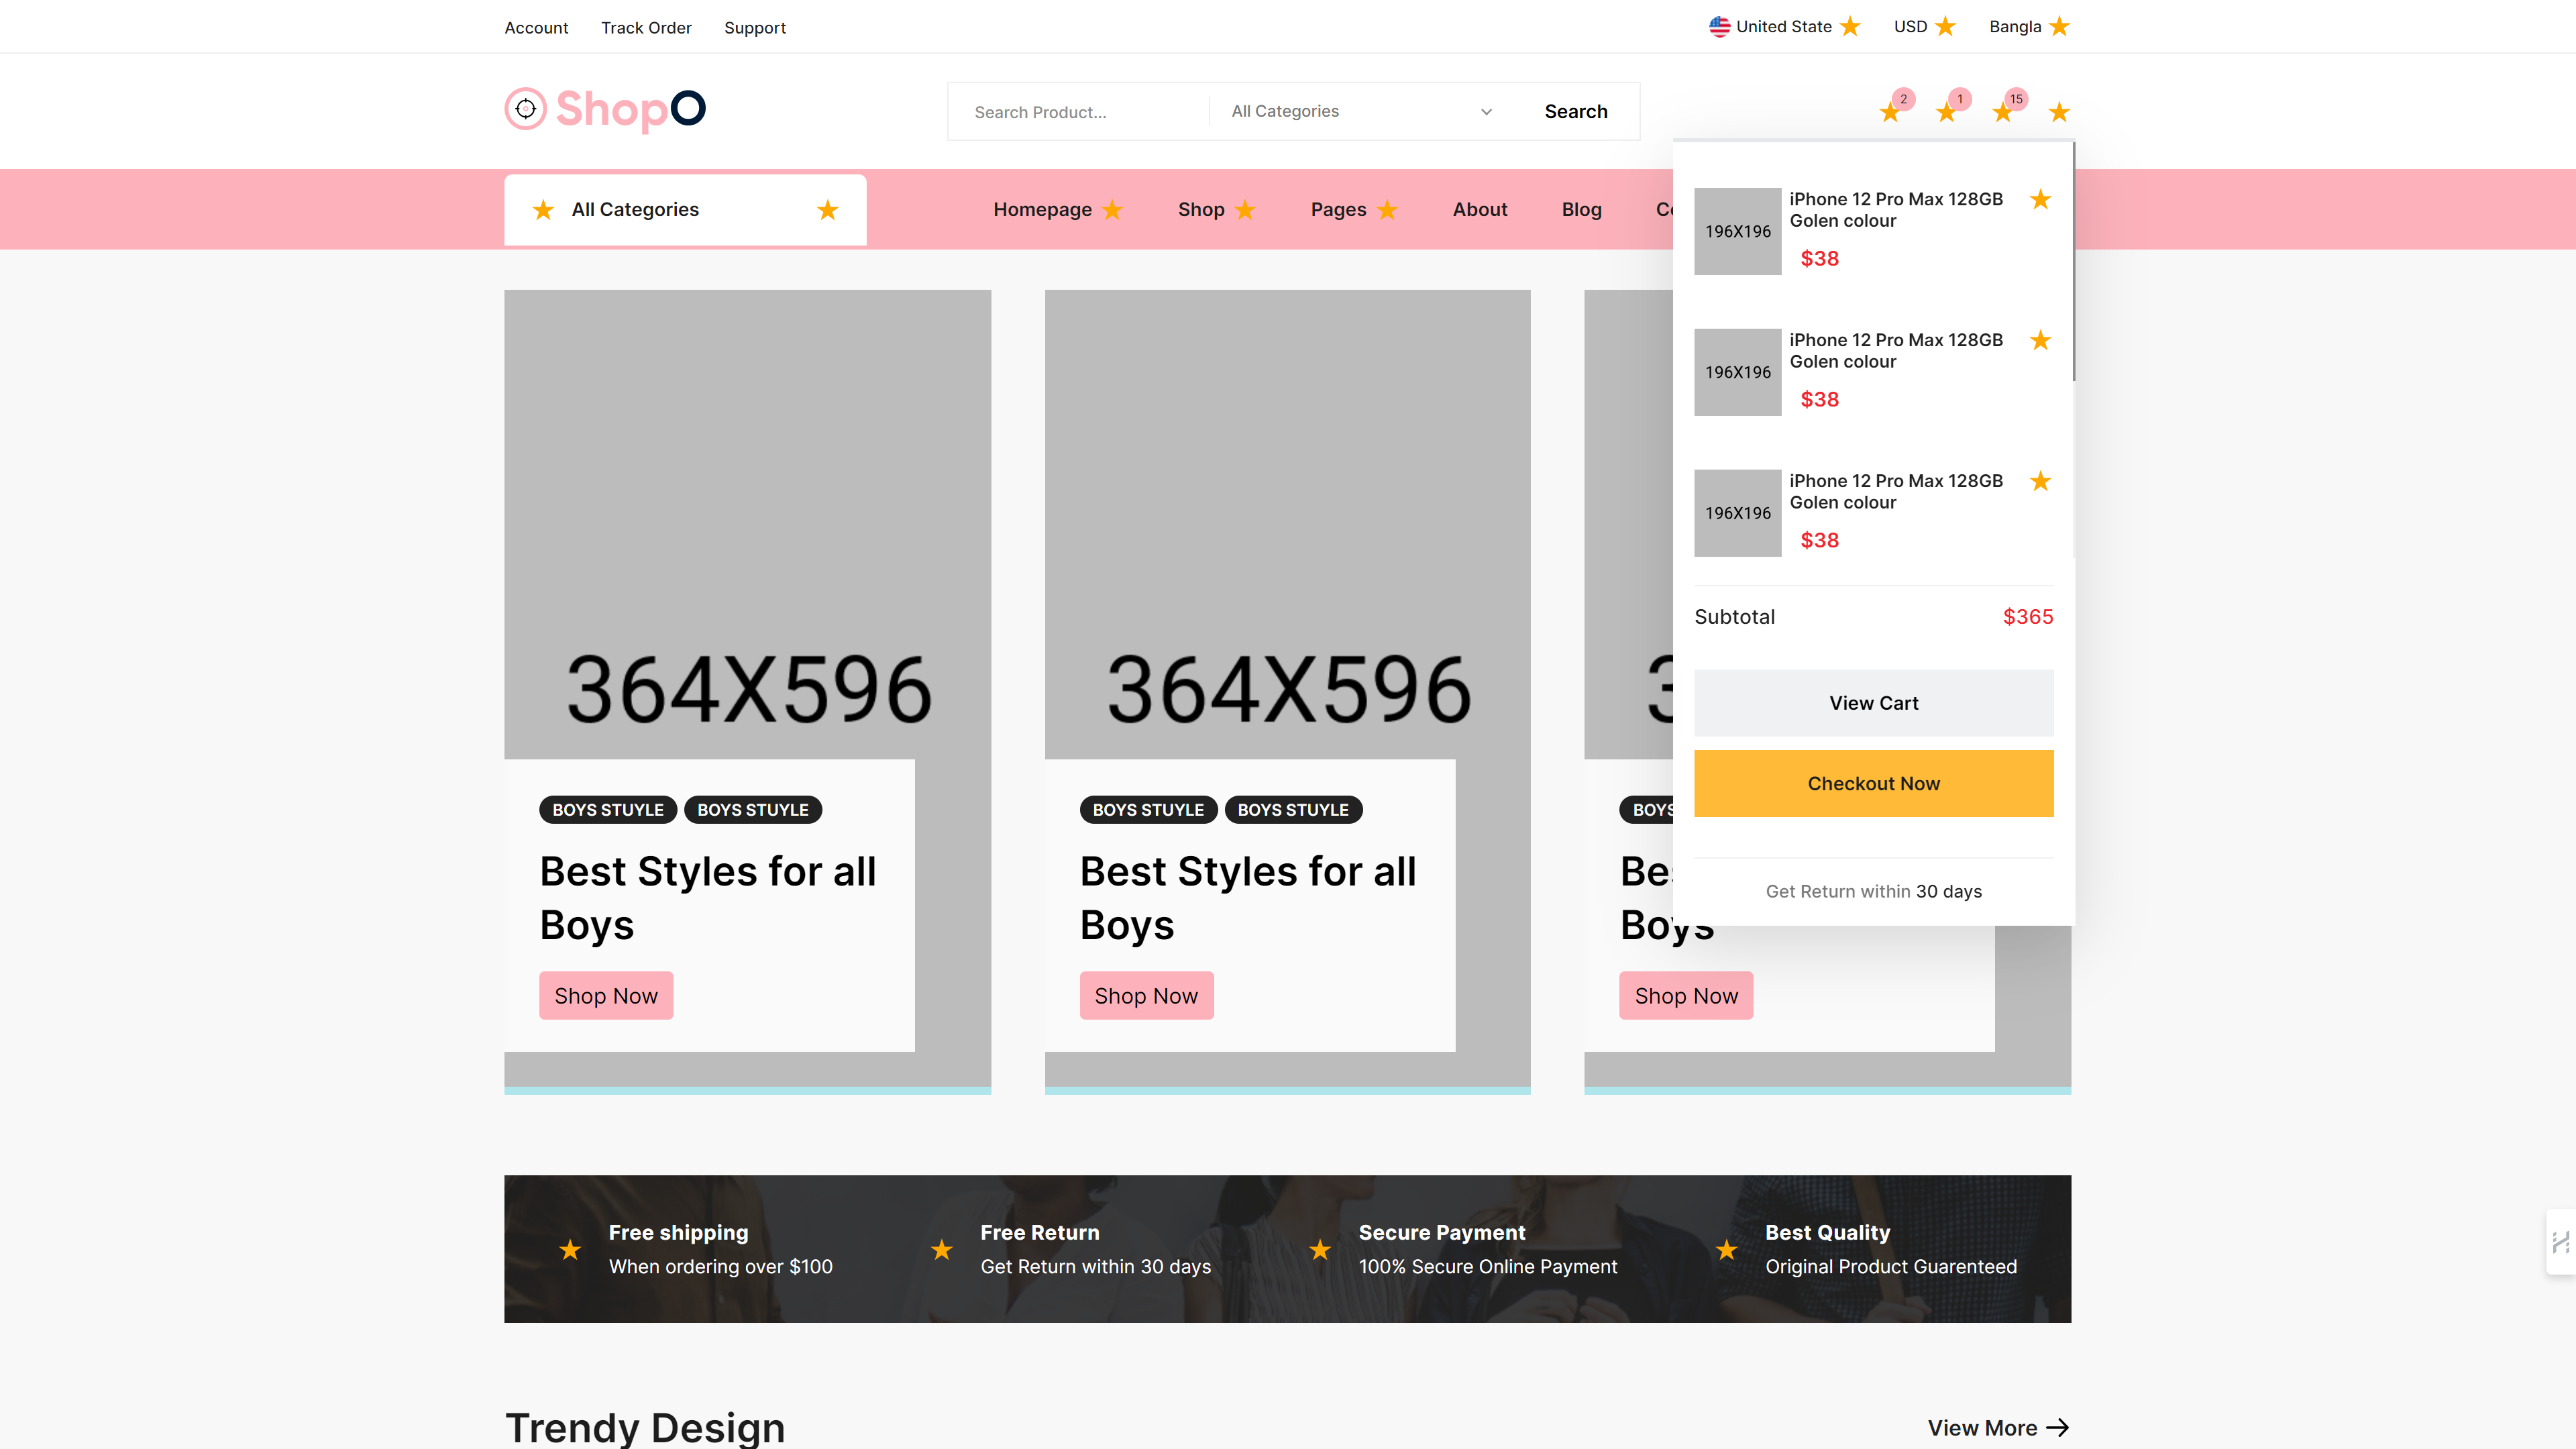 Account Track Order Support
United State USD Bangla
ShopO
Search Product... All Categories Search
2 1 15
All Categories
Homepage Shop Pages About Blog
iPhone 12 Pro Max 128GB
Golen colour
196X196
$38
iPhone 12 Pro Max 128GB
Golen colour
196X196
$38
iPhone 12 Pro Max 128GB
Golen colour
196X196
$38
Subtotal $365
View Cart
Checkout Now
Get Return within 30 days
364X596
BOYS STUYLE BOYS STUYLE
Best Styles for all
Boys
Shop Now
364X596
BOYS STUYLE BOYS STUYLE
Best Styles for all
Boys
Shop Now
BOYS
Boys
Shop Now
Free shipping
When ordering over $100
Free Return
Get Return within 30 days
Secure Payment
100% Secure Online Payment
Best Quality
Original Product Guarenteed
Trendy Design
View More